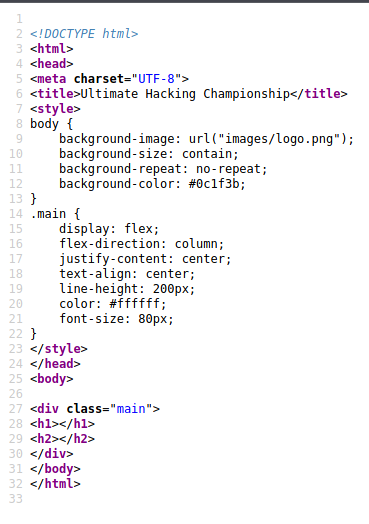 1
2 <!DOCTYPE html>
3 <html>
4 <head>
5 <meta charset="UTF-8">
6 <title>Ultimate Hacking Championship</title>
7 <style>
8 body {
9     background-image: url("images/logo.png");
10     background-size: contain;
11     background-repeat: no-repeat;
12     background-color: #0c1f3b;
13 }
14 .main {
15     display: flex;
16     flex-direction: column;
17     justify-content: center;
18     text-align: center;
19     line-height: 200px;
20     color: #ffffff;
21     font-size: 80px;
22 }
23 </style>
24 </head>
25 <body>
26
27 <div class="main">
28 <h1></h1>
29 <h2></h2>
30 </div>
31 </body>
32 </html>
33